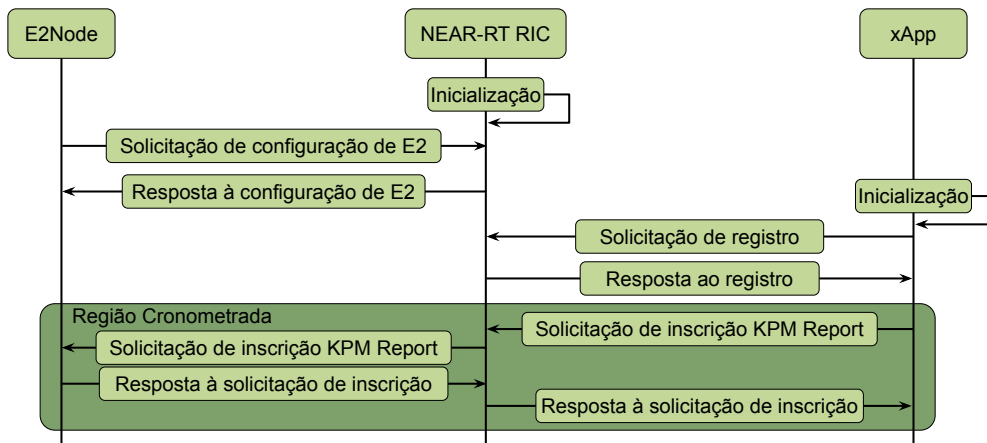 E2Node
NEAR-RT RIC
xApp
Inicialização
Solicitação de configuração de E2
Resposta à configuração de E2
Inicialização
Solicitação de registro
Resposta ao registro
Região Cronometrada
Solicitação de inscrição KPM Report
Solicitação de inscrição KPM Report
Resposta à solicitação de inscrição
Resposta à solicitação de inscrição